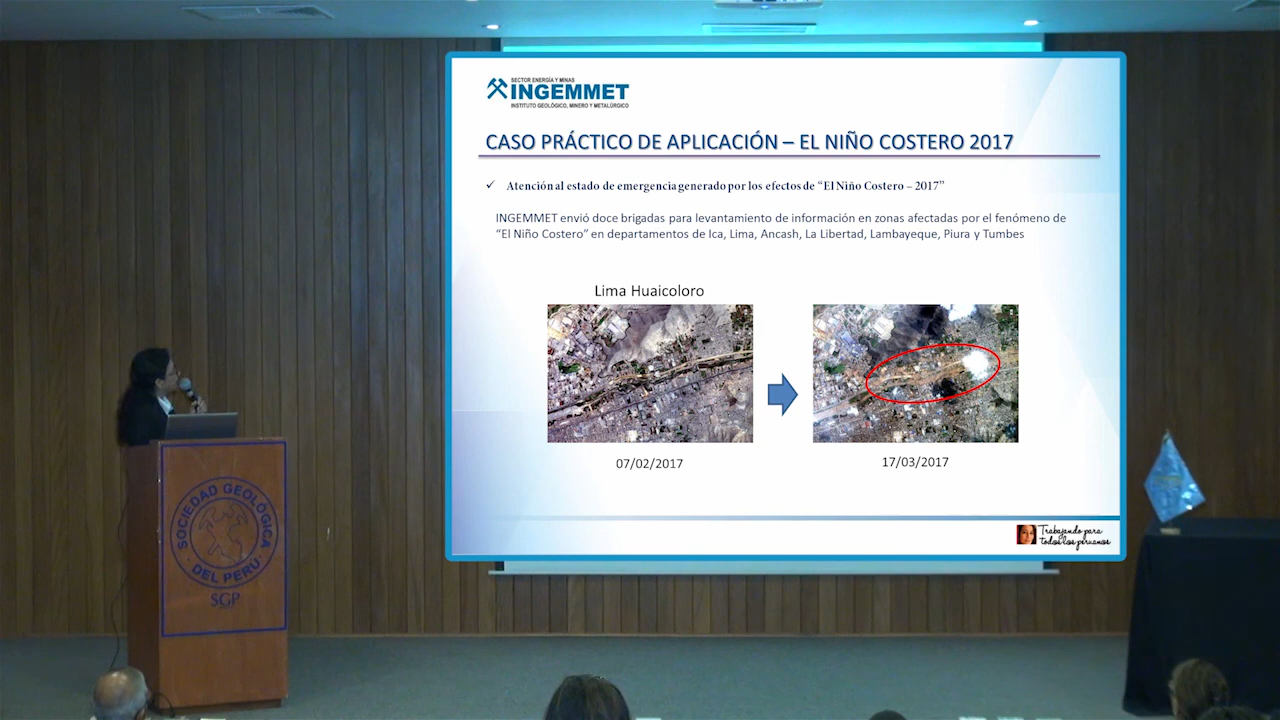 SECTOR ENERGÍA Y MINAS
INGEMMET
INSTITUTO GEOLÓGICO, MINERO Y METALÚRGICO
CASO PRÁCTICO DE APLICACIÓN – EL NIÑO COSTERO 2017
✓ Atención al estado de emergencia generado por los efectos de “El Niño Costero – 2017”
INGEMMET envió doce brigadas para levantamiento de información en zonas afectadas por el fenómeno de
“El Niño Costero” en departamentos de Ica, Lima, Ancash, La Libertad, Lambayeque, Piura y Tumbes
Lima Huaicoloro
07/02/2017
17/03/2017
Trabajando para
todos los peruanos
SOCIEDAD GEOLÓGICA
DEL PERÚ
SGP